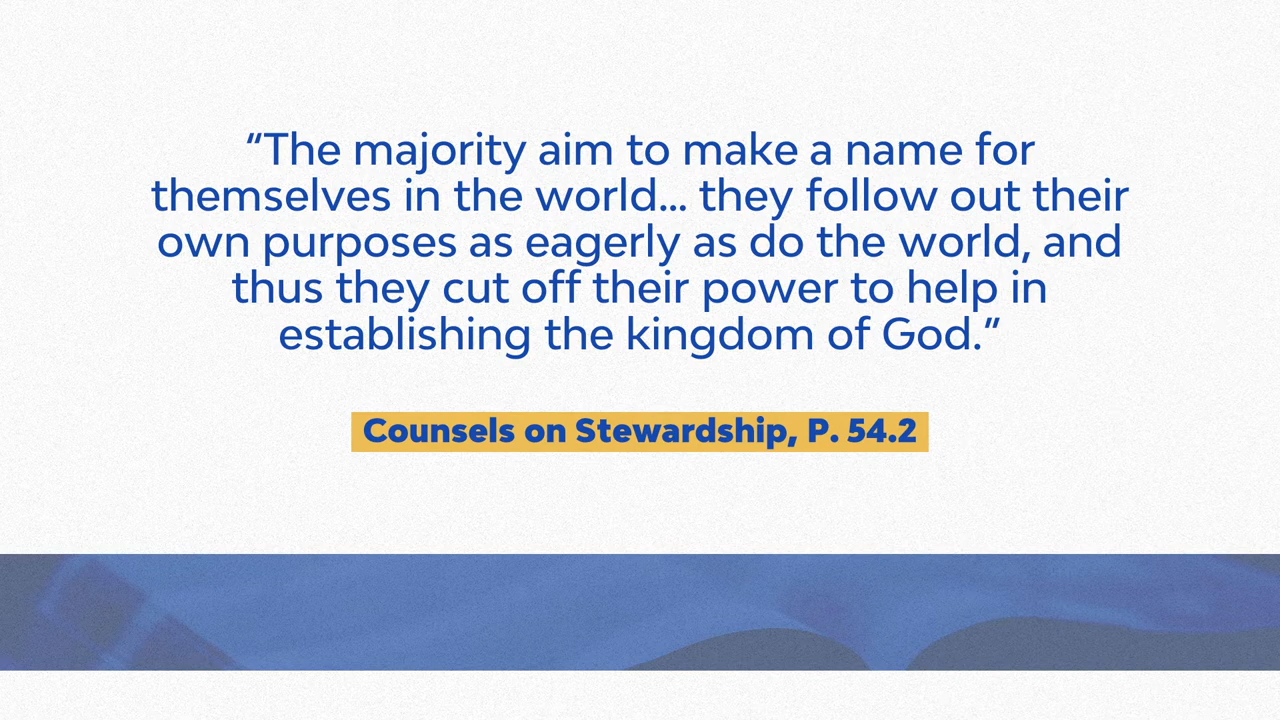 “The majority aim to make a name for
themselves in the world... they follow out their
own purposes as eagerly as do the world, and
thus they cut off their power to help in
establishing the kingdom of God.”
Counsels on Stewardship, P. 54.2